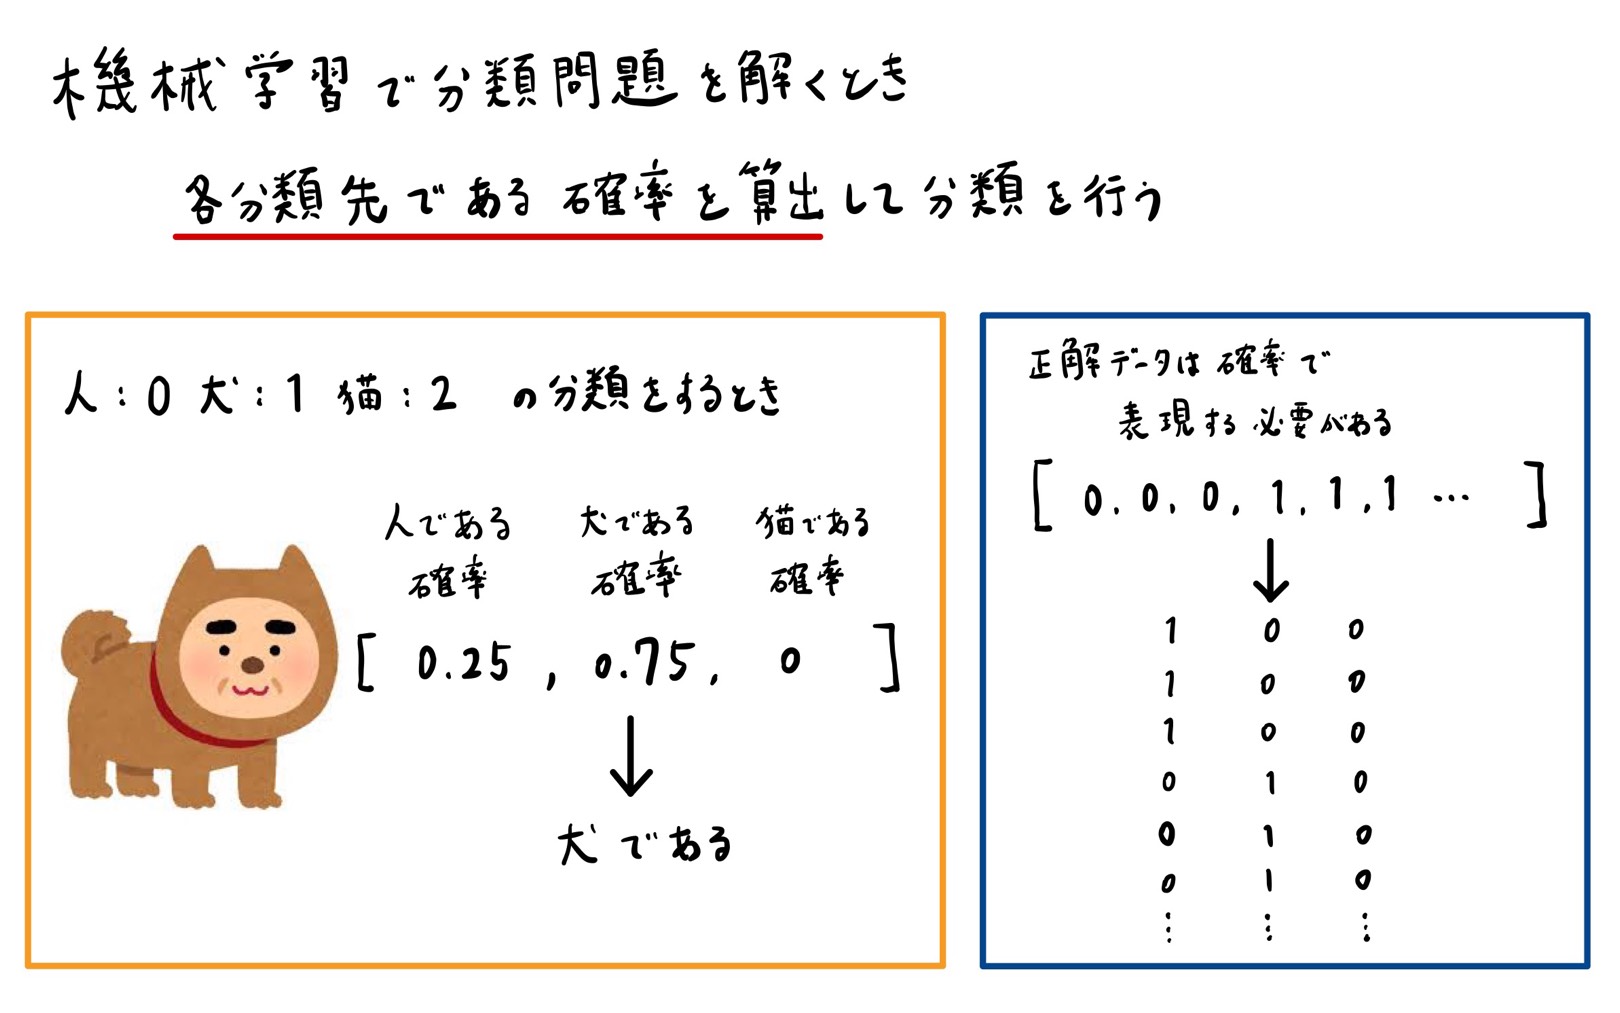 機械学習で分類問題を解くとき
各分類先である確率を算出して分類を行う
人:0 犬:1 猫:2 の分類をするとき
人である 犬である 猫である
確率 確率 確率
[ 0.25 , 0.75, 0 ]
犬である
正解データは確率で
表現する必要がある
[ 0, 0, 0, 1, 1, 1 … ]
1 0 0
1 0 0
1 0 0
0 1 0
0 1 0
0 1 0
⋮ ⋮ ⋮